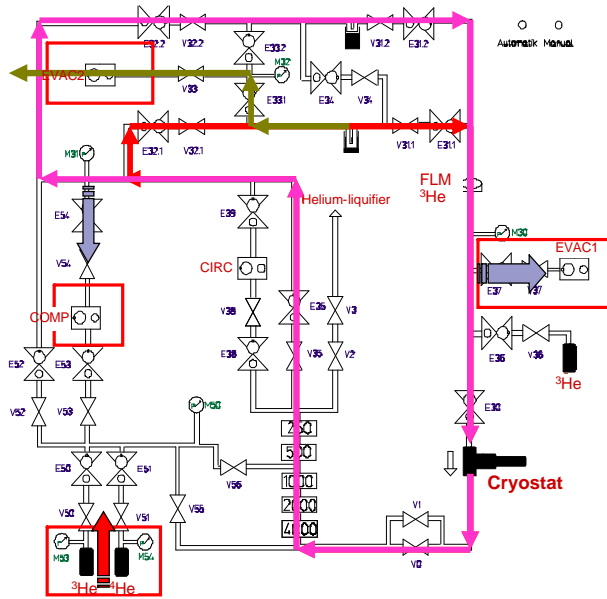 E32.2 V32.2 V31.2 E31.2
E33.2
Automatik Manual
M32
EVAC2
V33
E34 V34
E33.1
E32.1 V32.1 V31.1 E31.1
M31
FLM
³He
E39
Helium-liquifier
E54
M30
EVAC1
V54
CIRC
E37 V37
COMP
V38 E35 V3
E36 V36
E52 E53
E38 V35 V2
³He
V52 V53
M50
E30
250
500
E50 E51
V56
1000
Cryostat
V50 V51
V55
2000
V1
4000
M53 M54
V0
³He ⁴He